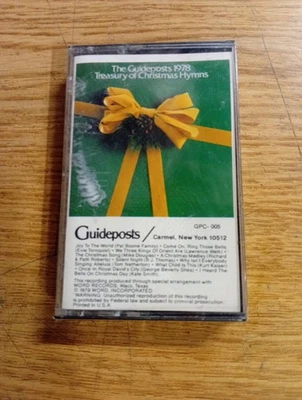 The Guideposts 1978
Treasury of Christmas Hymns
GPC- 005
Guideposts / Carmel, New York 10512
Joy To The World (Pat Boone Family) • Come On, Ring Those Bells
(Evie Tornquist) • We Three Kings Of Orient Are (Lawrence Welk) •
The Christmas Song (Mike Douglas) • A Christmas Medley (Richard
& Patti Roberts) • Silent Night (B.J. Thomas) • Why Isn't Everybody
Singing Alleluia (Tom Netherton) • What Child Is This (Kurt Kaiser)
• Once In Royal David's City (George Beverly Shea) • I Heard The
Bells On Christmas Day (Kate Smith)
This recording produced through special arrangement with
WORD RECORDS, Waco, Texas
© 1978 WORD, INCORPORATED
WARNING: Unauthorized reproduction of this recording
is prohibited by Federal law and subject to criminal prosecution.
Printed in U.S.A.